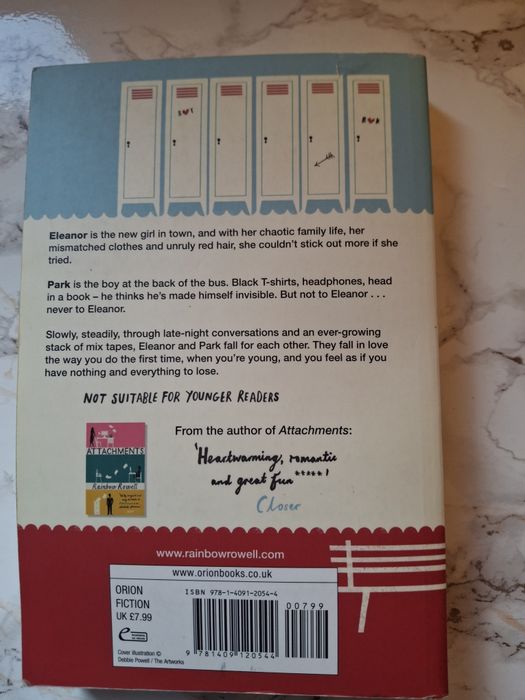 Eleanor is the new girl in town, and with her chaotic family life, her
mismatched clothes and unruly red hair, she couldn't stick out more if she
tried.
Park is the boy at the back of the bus. Black T-shirts, headphones, head
in a book – he thinks he's made himself invisible. But not to Eleanor . . .
never to Eleanor.
Slowly, steadily, through late-night conversations and an ever-growing
stack of mix tapes, Eleanor and Park fall for each other. They fall in love
the way you do the first time, when you're young, and you feel as if you
have nothing and everything to lose.
NOT SUITABLE FOR YOUNGER READERS
ATTACHMENTS
Rainbow Rowell
From the author of Attachments:
'Heartwarming, romantic
and great fun *****'
Closer
www.rainbowrowell.com
www.orionbooks.co.uk
ORION
FICTION
UK £7.99
e
Cover illustration ©
Debbie Powell / The Artworks
ISBN 978-1-4091-2054-4
00799
9 781409 120544